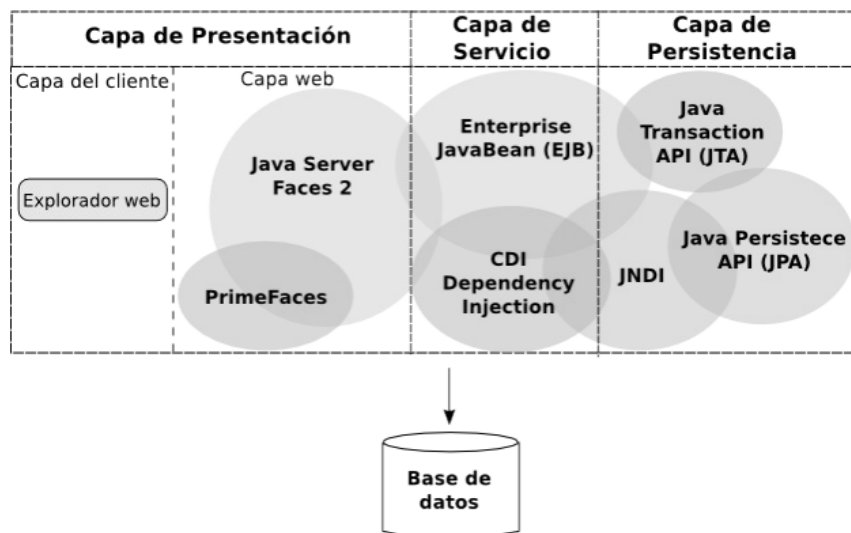 Capa de Presentación
Capa de
Servicio
Capa de
Persistencia
Capa del cliente
Capa web
Explorador web
Java Server
Faces 2
PrimeFaces
Enterprise
JavaBean (EJB)
CDI
Dependency
Injection
Java
Transaction
API (JTA)
JNDI
Java Persistece
API (JPA)
Base de
datos